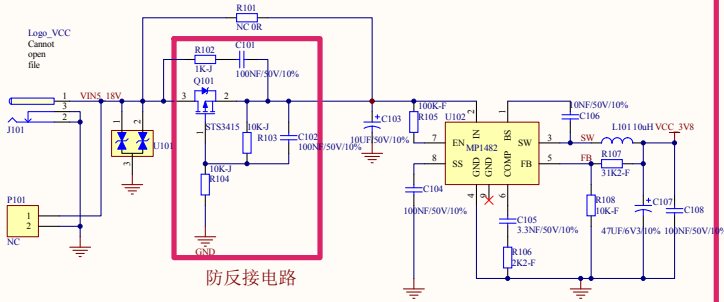 R101
NC 0R
Logo_VCC
Cannot
open
file
R102
1K-J
C101
100NF/50V/10%
Q101
1
3
2
VIN5_18V
J101
3
2
STS3415
1
10K-J
R103
C102
100NF/50V/10%
1
2
3
U101
10K-J
R104
GND
防反接电路
P101
1
2
NC
C103
10UF/50V/10%
100K-F
R105
U102
MP1482
2
1
IN
BS
7
EN
SW
3
8
SS
FB
5
GND
GND
COMP
4
9
6
10NF/50V/10%
C106
SW
L101 10uH
VCC_3V8
FB
R107
31K2-F
C104
100NF/50V/10%
C105
3.3NF/50V/10%
R106
2K2-F
R108
10K-F
C107
47UF/6V3/10%
C108
100NF/50V/10%